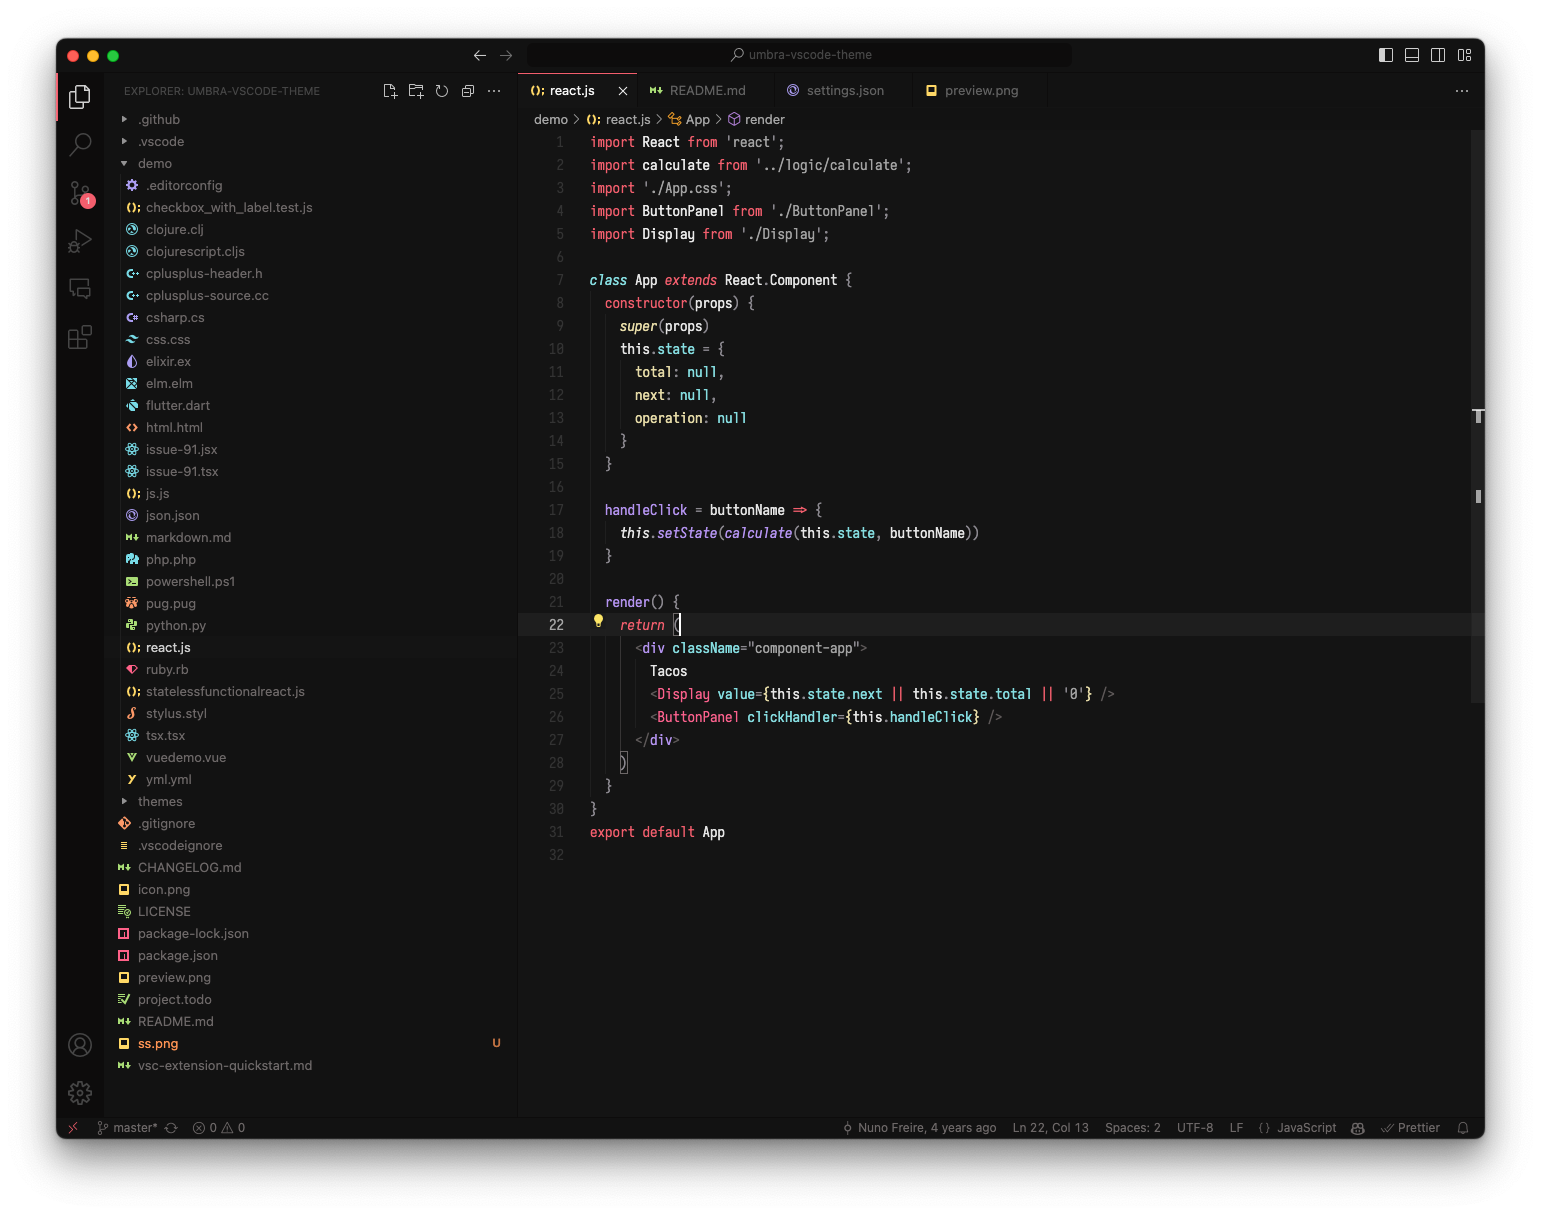 umbra-vscode-theme
EXPLORER: UMBRA-VSCODE-THEME
.github
.vscode
demo
.editorconfig
checkbox_with_label.test.js
clojure.clj
clojurescript.cljs
cplusplus-header.h
cplusplus-source.cc
csharp.cs
css.css
elixir.ex
elm.elm
flutter.dart
html.html
issue-91.jsx
issue-91.tsx
js.js
json.json
markdown.md
php.php
powershell.ps1
pug.pug
python.py
react.js
ruby.rb
statelessfunctionalreact.js
stylus.styl
tsx.tsx
vuedemo.vue
yml.yml
themes
.gitignore
.vscodeignore
CHANGELOG.md
icon.png
LICENSE
package-lock.json
package.json
preview.png
project.todo
README.md
ss.png U
vsc-extension-quickstart.md
1
react.js README.md settings.json preview.png
demo > react.js > App > render
1 import React from 'react';
2 import calculate from '../logic/calculate';
3 import './App.css';
4 import ButtonPanel from './ButtonPanel';
5 import Display from './Display';
6
7 class App extends React.Component {
8 constructor(props) {
9 super(props)
10 this.state = {
11 total: null,
12 next: null,
13 operation: null
14 }
15 }
16
17 handleClick = buttonName => {
18 this.setState(calculate(this.state, buttonName))
19 }
20
21 render() {
22 return (
23 <div className="component-app">
24 Tacos
25 <Display value={this.state.next || this.state.total || '0'} />
26 <ButtonPanel clickHandler={this.handleClick} />
27 </div>
28 )
29 }
30 }
31 export default App
32
master* 0 0 Nuno Freire, 4 years ago Ln 22, Col 13 Spaces: 2 UTF-8 LF {} JavaScript Prettier